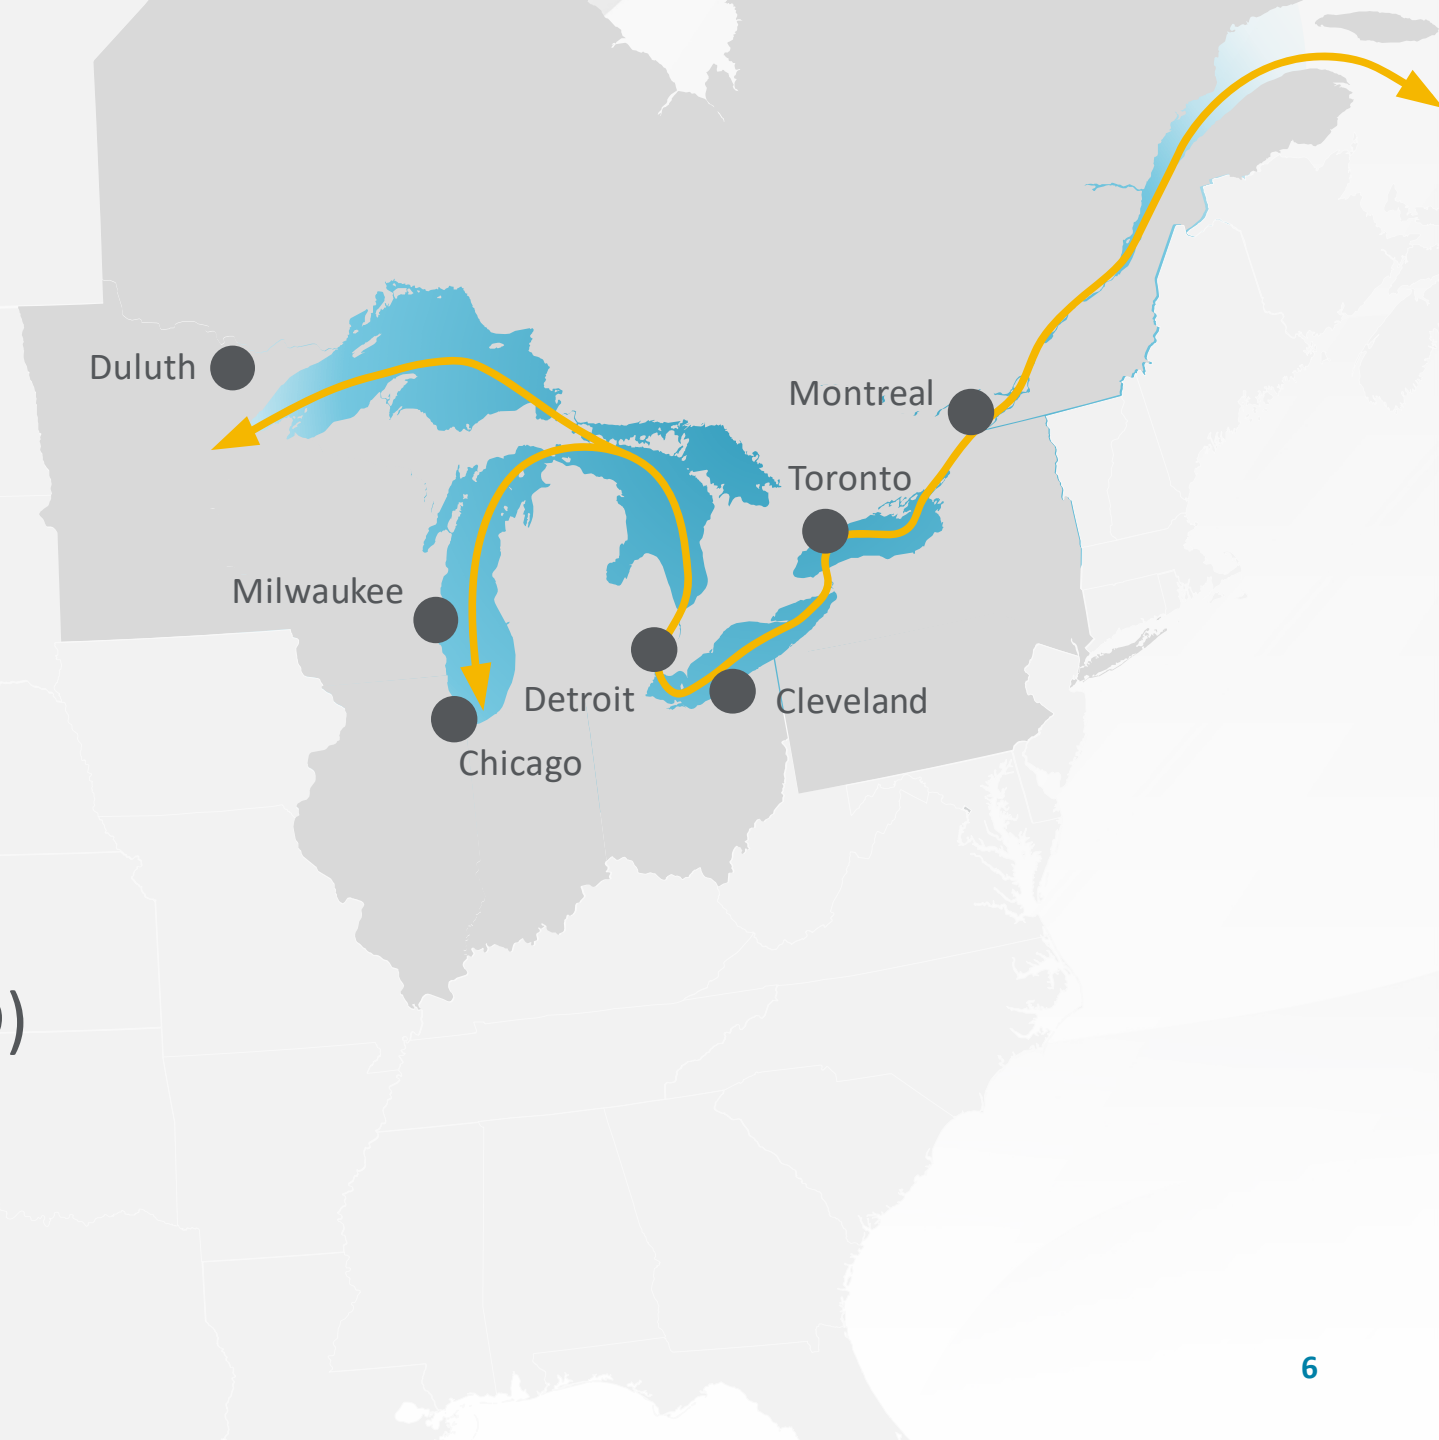 Duluth
Montreal
Toronto
Milwaukee
Detroit
Cleveland
Chicago
)
6